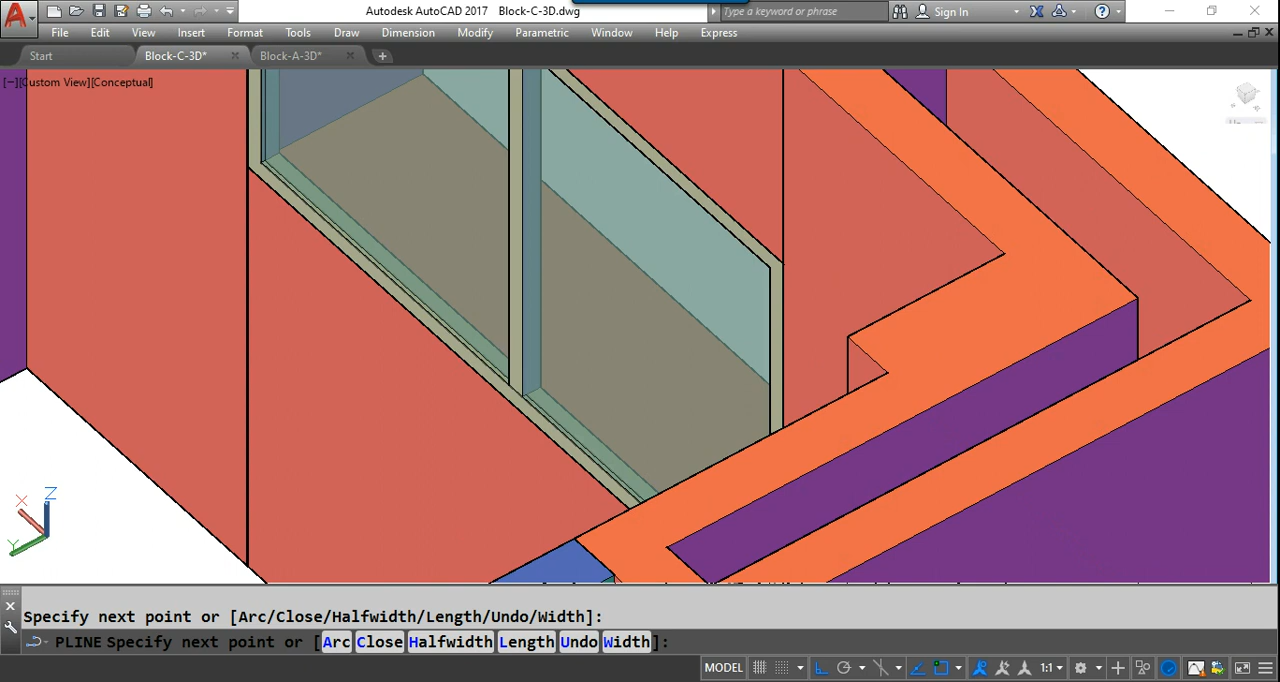 Autodesk AutoCAD 2017 Block-C-3D.dwg
Type a keyword or phrase
Sign In
File Edit View Insert Format Tools Draw Dimension Modify Parametric Window Help Express
Start Block-C-3D* Block-A-3D*
[−][Custom View][Conceptual]
X
Z
Y
Specify next point or [Arc/Close/Halfwidth/Length/Undo/Width]:
PLINE Specify next point or [Arc Close Halfwidth Length Undo Width]:
MODEL 1:1